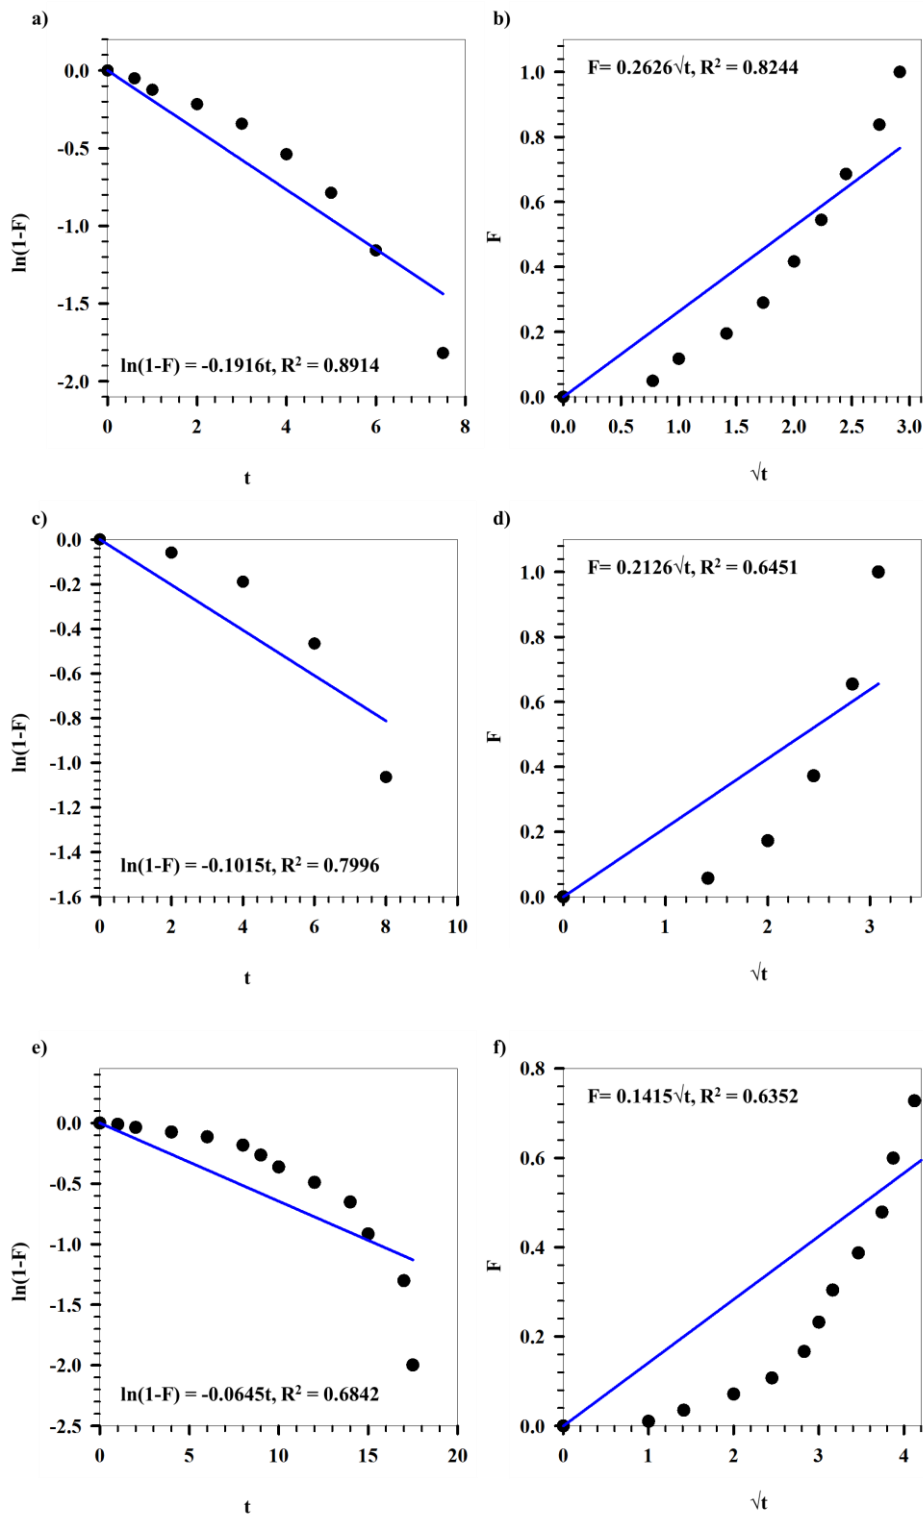 a)
0.0
-0.5
-1.0
-1.5
-2.0
ln(1-F)
ln(1-F) = -0.1916t, R² = 0.8914
0 2 4 6 8
t
b)
F= 0.2626√t, R² = 0.8244
1.0
0.8
0.6
0.4
0.2
0.0
F
0.0 0.5 1.0 1.5 2.0 2.5 3.0
√t
c)
0.0
-0.2
-0.4
-0.6
-0.8
-1.0
-1.2
-1.4
-1.6
ln(1-F)
ln(1-F) = -0.1015t, R² = 0.7996
0 2 4 6 8 10
t
d)
F= 0.2126√t, R² = 0.6451
1.0
0.8
0.6
0.4
0.2
0.0
F
0 1 2 3
√t
e)
0.0
-0.5
-1.0
-1.5
-2.0
-2.5
ln(1-F)
ln(1-F) = -0.0645t, R² = 0.6842
0 5 10 15 20
t
f)
F= 0.1415√t, R² = 0.6352
0.8
0.6
0.4
0.2
0.0
F
0 1 2 3 4
√t